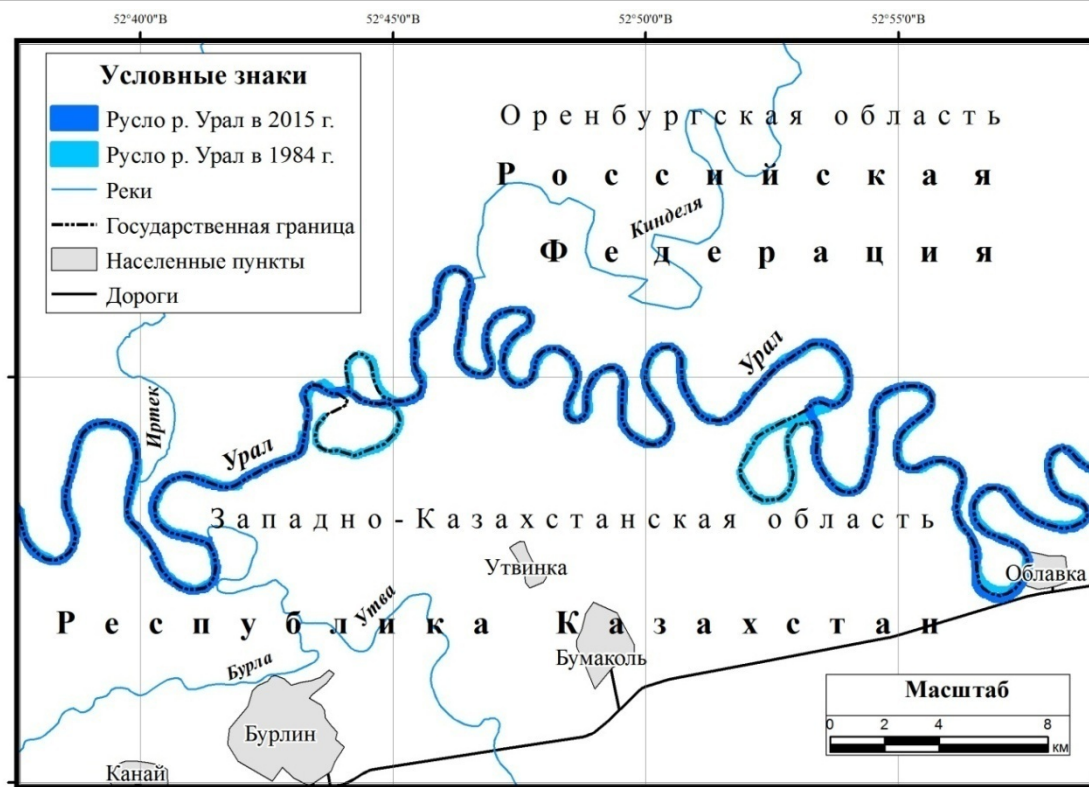 52°40'0"В 52°45'0"В 52°50'0"В 52°55'0"В
Условные знаки
Русло р. Урал в 2015 г.
Русло р. Урал в 1984 г.
Реки
Государственная граница
Населенные пункты
Дороги
Оренбургская область
Российская
Федерация
Кинделя
Урал
Иртек
Урал
Западно-Казахстанская область
Утвинка
Облавка
Утва
Республика Казахстан
Бумаколь
Бурла
Бурлин
Канай
Масштаб
0 2 4 8
км